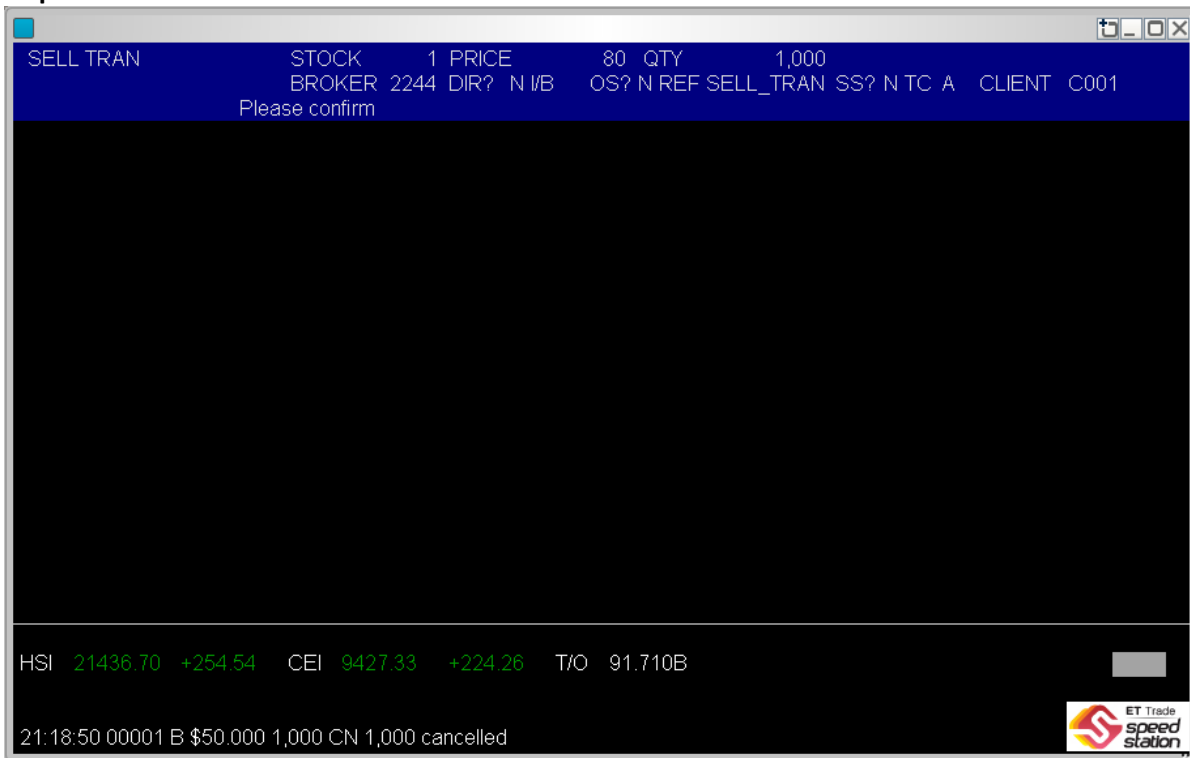 SELL TRAN STOCK 1 PRICE 80 QTY 1,000
BROKER 2244 DIR? N I/B OS? N REF SELL_TRAN SS? N TC A CLIENT C001
Please confirm
HSI 21436.70 +254.54 CEI 9427.33 +224.26 T/O 91.710B
21:18:50 00001 B $50.000 1,000 CN 1,000 cancelled
ET Trade
speed
station